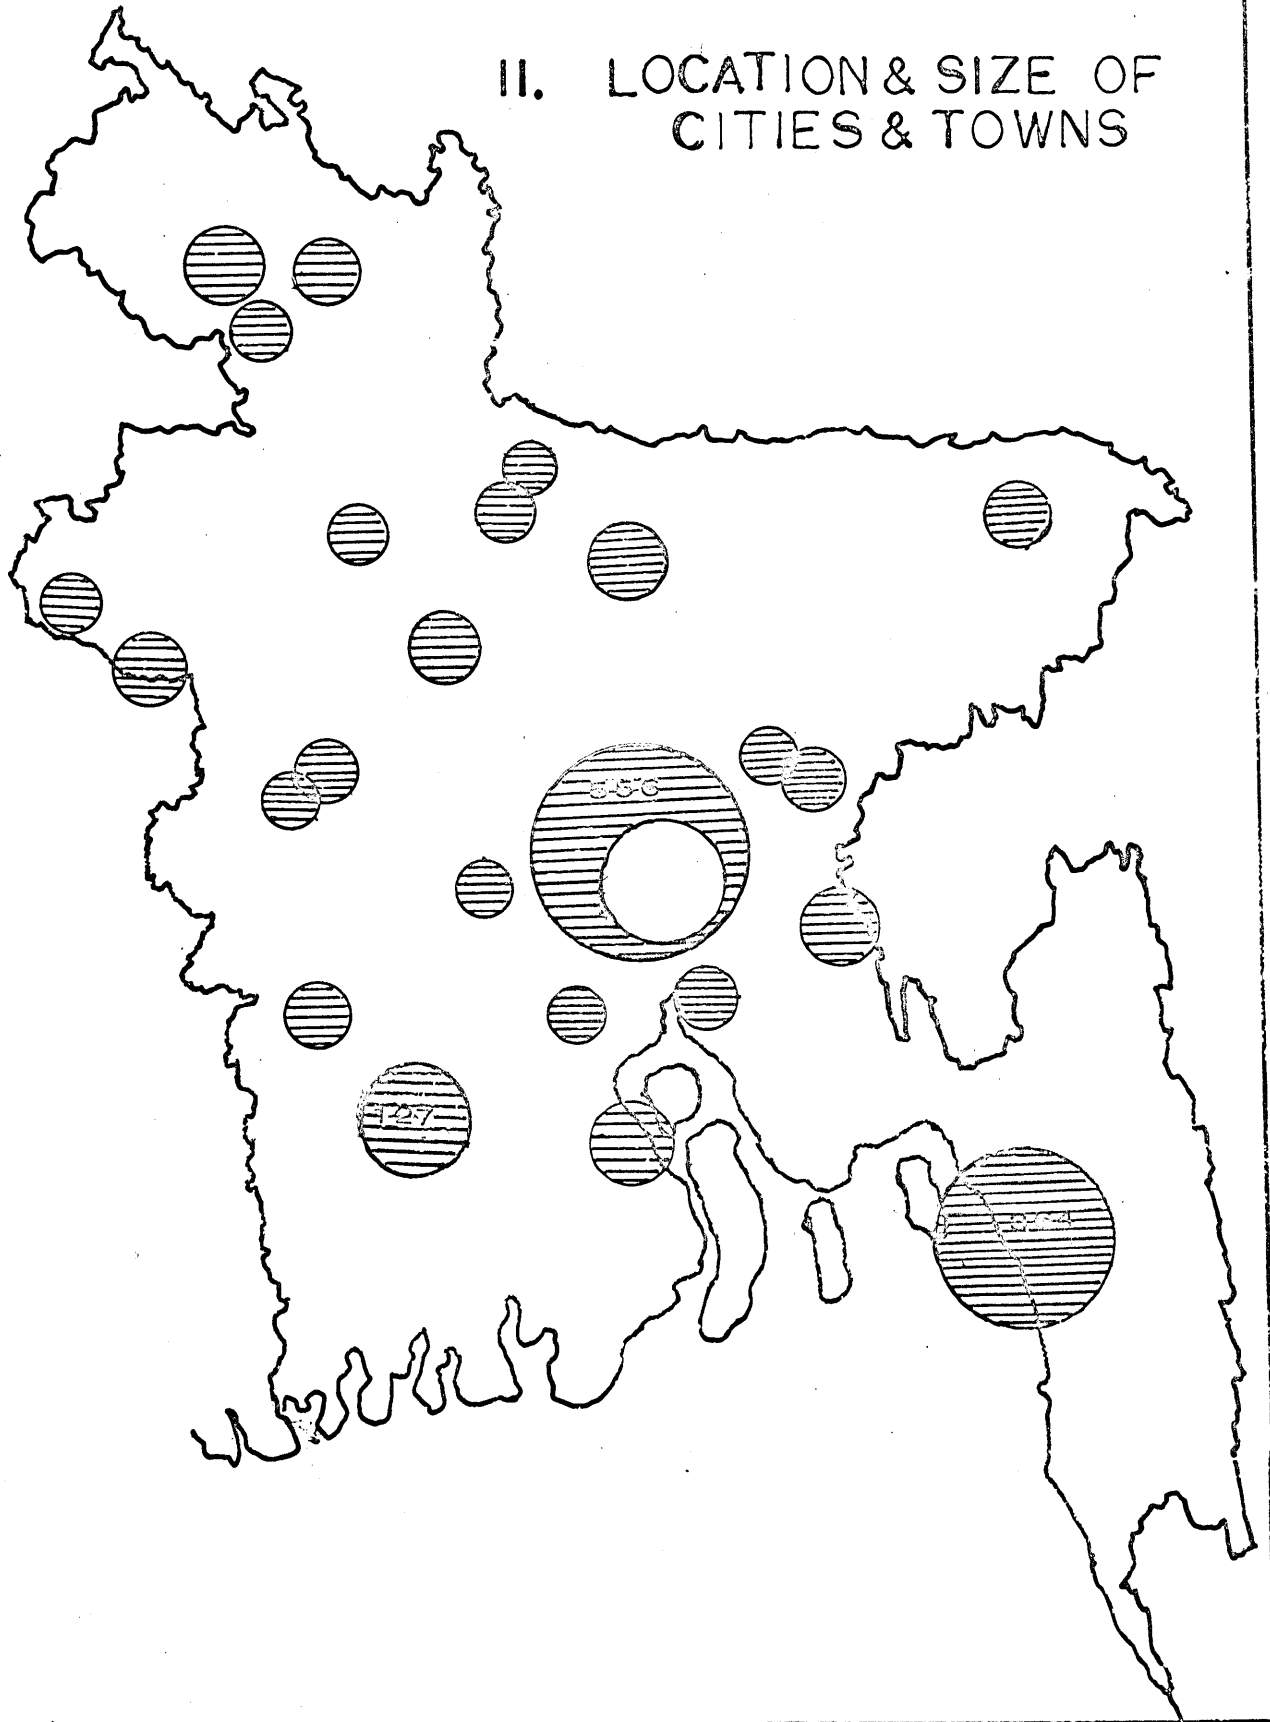 II. LOCATION & SIZE OF
CITIES & TOWNS
127